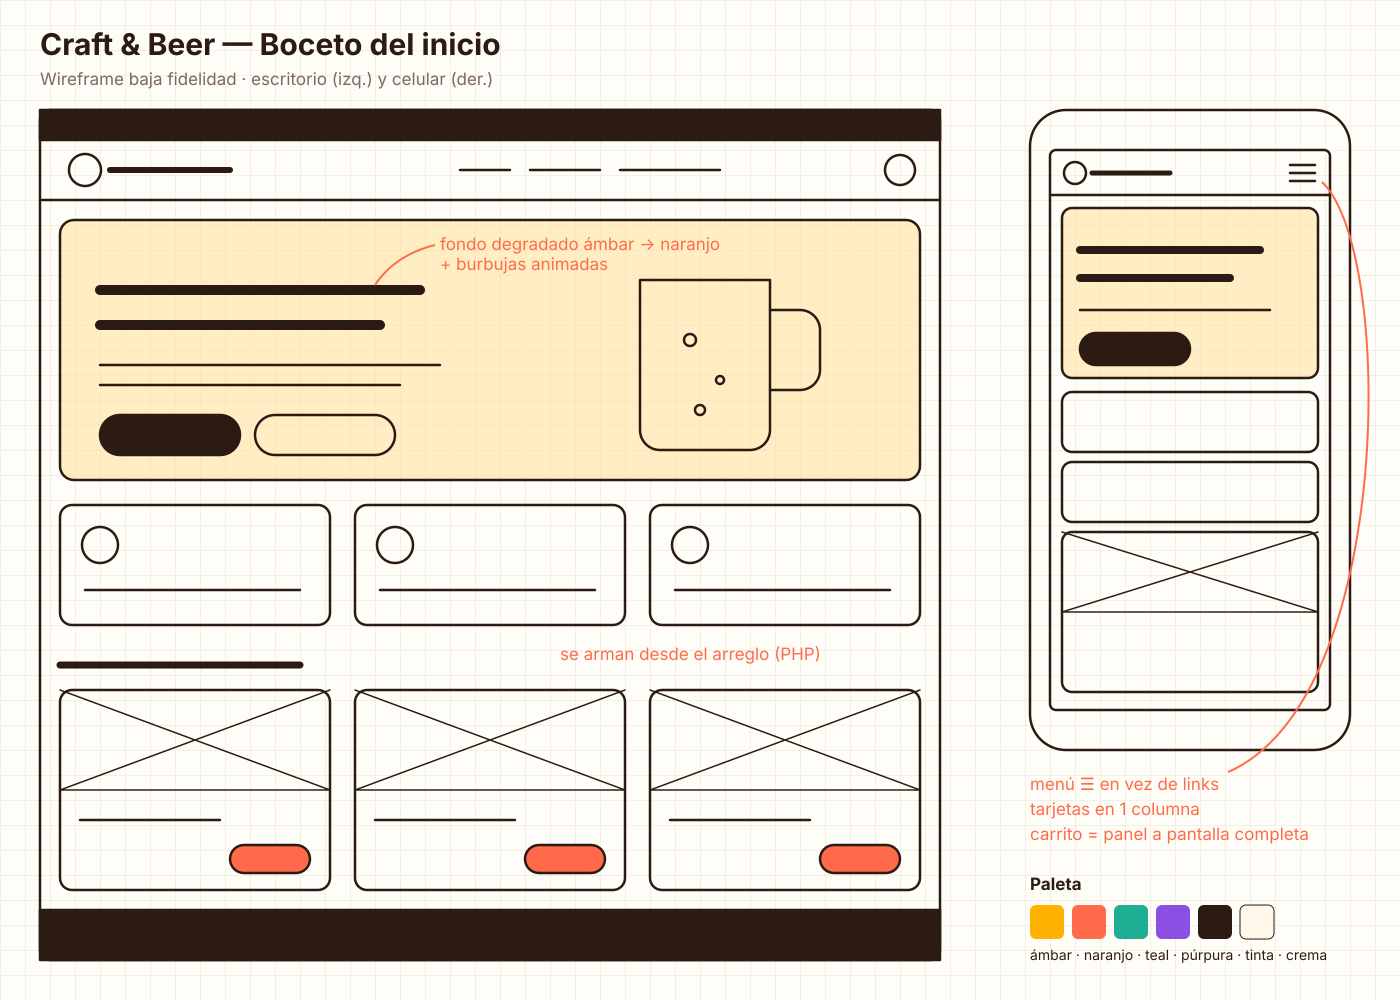 Craft & Beer — Boceto del inicio
Wireframe baja fidelidad · escritorio (izq.) y celular (der.)
fondo degradado ámbar → naranjo
+ burbujas animadas
se arman desde el arreglo (PHP)
menú ☰ en vez de links
tarjetas en 1 columna
carrito = panel a pantalla completa
Paleta
ámbar · naranjo · teal · púrpura · tinta · crema